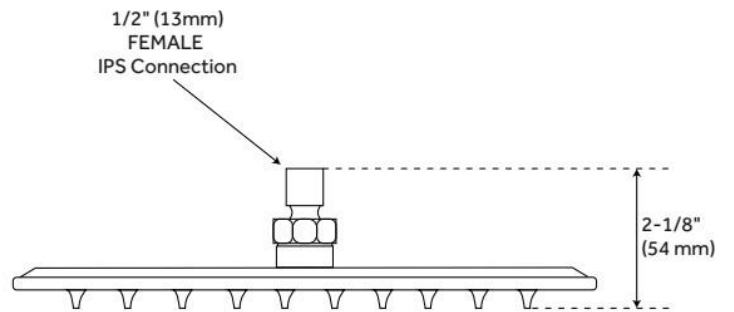 1/2" (13mm)
FEMALE
IPS Connection
2-1/8"
(54 mm)